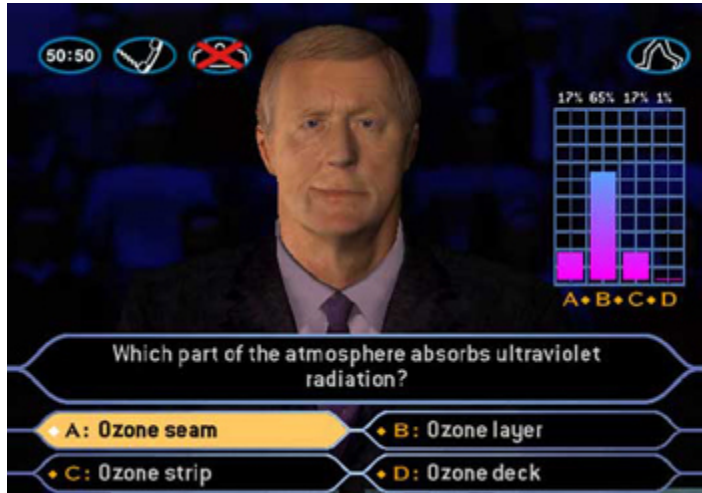 50:50
17% 65% 17% 1%
A B C D
Which part of the atmosphere absorbs ultraviolet
radiation?
A: Ozone seam
B: Ozone layer
C: Ozone strip
D: Ozone deck